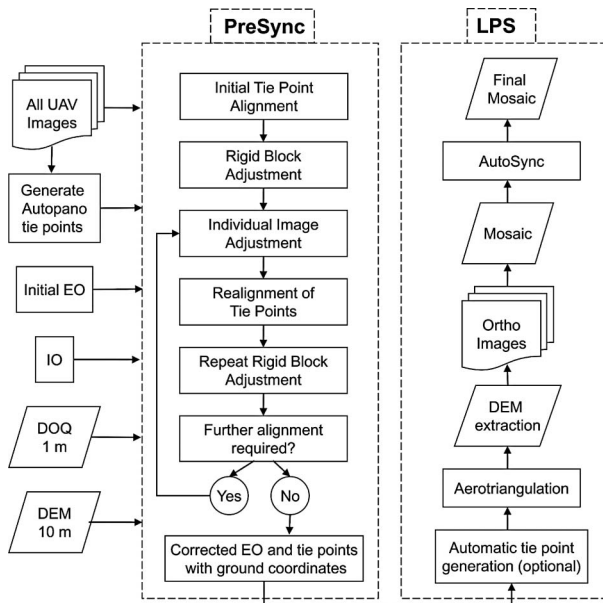 PreSync
LPS
All UAV
Images
Generate
Autopano
tie points
Initial EO
IO
DOQ
1 m
DEM
10 m
Initial Tie Point
Alignment
Rigid Block
Adjustment
Individual Image
Adjustment
Realignment of
Tie Points
Repeat Rigid Block
Adjustment
Further alignment
required?
Yes
No
Corrected EO and tie points
with ground coordinates
Final
Mosaic
AutoSync
Mosaic
Ortho
Images
DEM
extraction
Aerotriangulation
Automatic tie point
generation (optional)